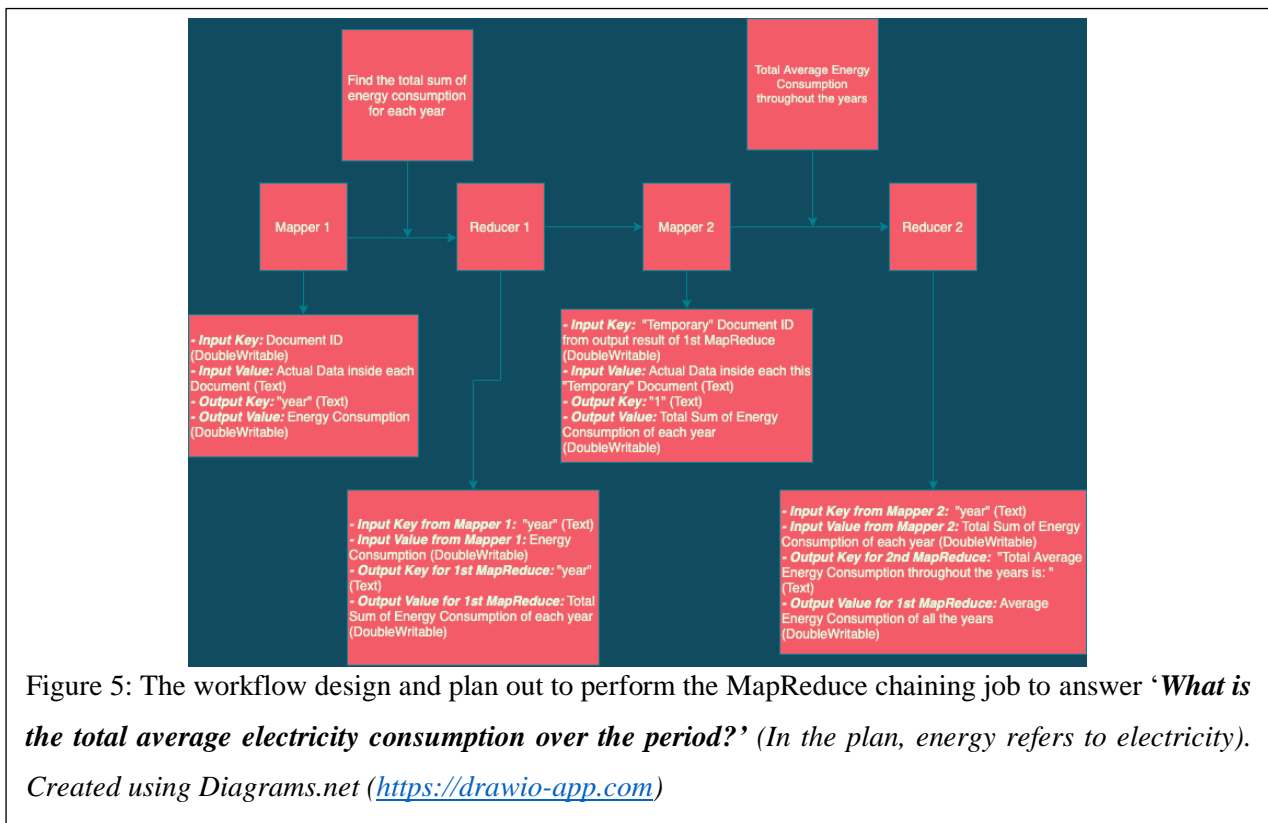 Find the total sum of
energy consumption
for each year
Total Average Energy
Consumption
throughout the years
Mapper 1
Reducer 1
Mapper 2
Reducer 2
- Input Key: Document ID
(DoubleWritable)
- Input Value: Actual Data inside each
Document (Text)
- Output Key: "year" (Text)
- Output Value: Energy Consumption
(DoubleWritable)
- Input Key: "Temporary" Document ID
from output result of 1st MapReduce
(DoubleWritable)
- Input Value: Actual Data inside each this
"Temporary" Document (Text)
- Output Key: "1" (Text)
- Output Value: Total Sum of Energy
Consumption of each year
(DoubleWritable)
- Input Key from Mapper 1: "year" (Text)
- Input Value from Mapper 1: Energy
Consumption (DoubleWritable)
- Output Key for 1st MapReduce: "year"
(Text)
- Output Value for 1st MapReduce: Total
Sum of Energy Consumption of each year
(DoubleWritable)
- Input Key from Mapper 2: "year" (Text)
- Input Value from Mapper 2: Total Sum of Energy
Consumption of each year (DoubleWritable)
- Output Key for 2nd MapReduce: "Total Average
Energy Consumption throughout the years is: "
(Text)
- Output Value for 1st MapReduce: Average
Energy Consumption of all the years
(DoubleWritable)
Figure 5: The workflow design and plan out to perform the MapReduce chaining job to answer ‘What is
the total average electricity consumption over the period?’ (In the plan, energy refers to electricity).
Created using Diagrams.net (https://drawio-app.com)